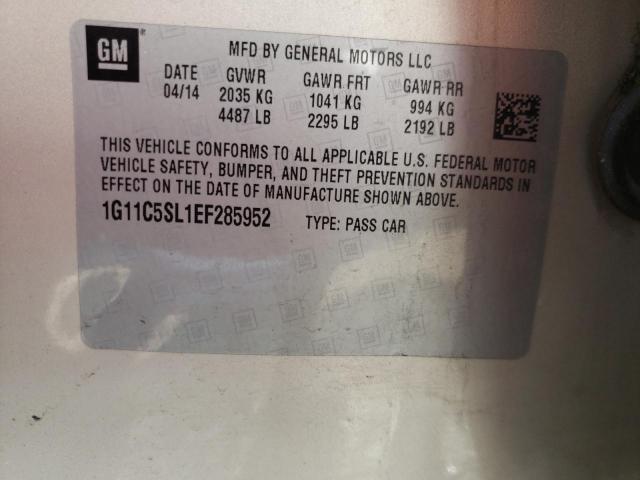 GM
MFD BY GENERAL MOTORS LLC
DATE GVWR GAWR FRT GAWR RR
04/14 2035 KG 1041 KG 994 KG
4487 LB 2295 LB 2192 LB
THIS VEHICLE CONFORMS TO ALL APPLICABLE U.S. FEDERAL MOTOR
VEHICLE SAFETY, BUMPER, AND THEFT PREVENTION STANDARDS IN
EFFECT ON THE DATE OF MANUFACTURE SHOWN ABOVE.
1G11C5SL1EF285952 TYPE: PASS CAR